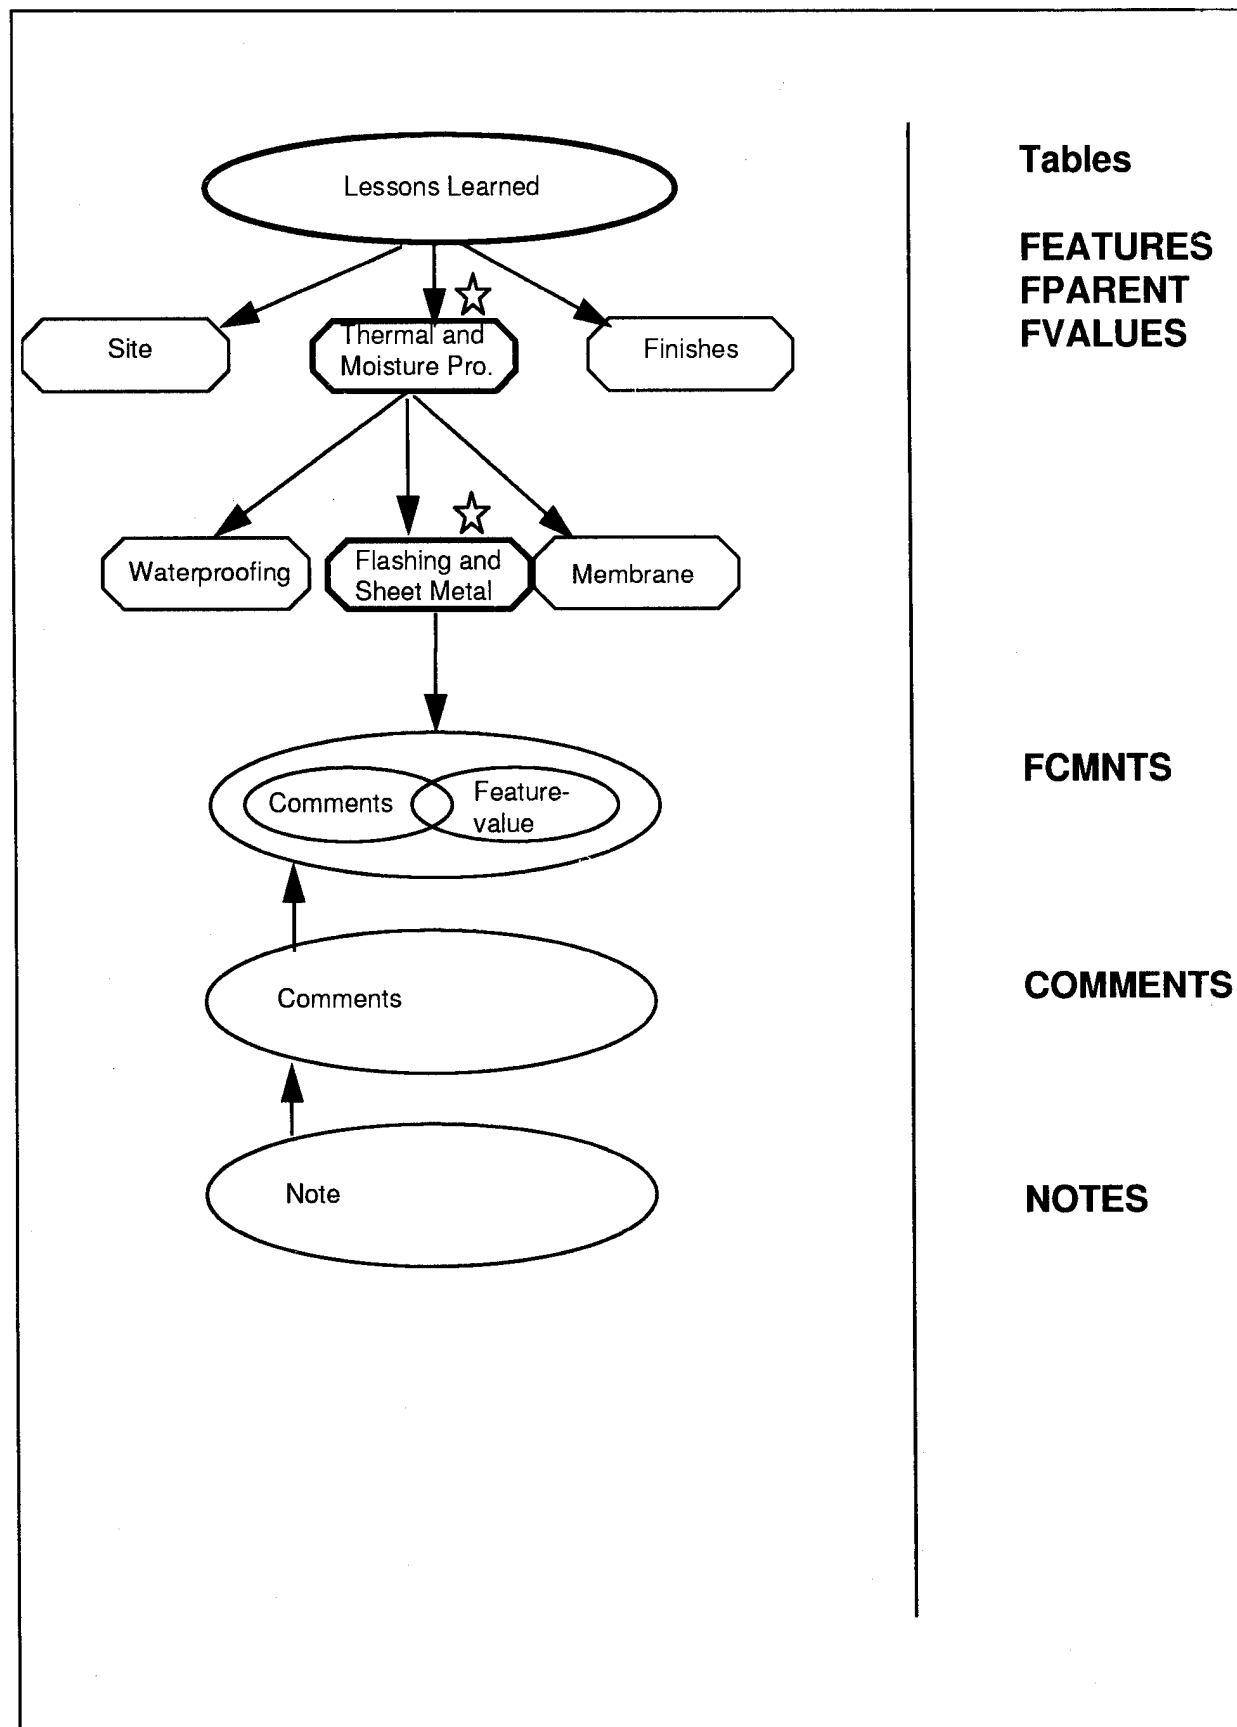 Tables
Lessons Learned
FEATURES
FPARENT
FVALUES
Site
Thermal and
Moisture Pro.
Finishes
Waterproofing
Flashing and
Sheet Metal
Membrane
FCMNTS
Comments
Feature-
value
Comments
COMMENTS
Note
NOTES